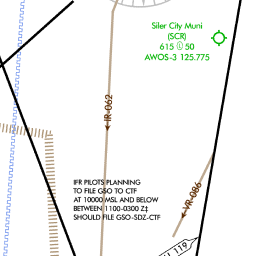 Siler City Muni
(SCR)
615 Ⓛ 50
AWOS-3 125.775
IR-062
IFR PILOTS PLANNING
TO FILE GSO TO CTF
AT 10000 MSL AND BELOW
BETWEEN 1100-0300 Z‡
SHOULD FILE GSO-SDZ-CTF
VR-086
119